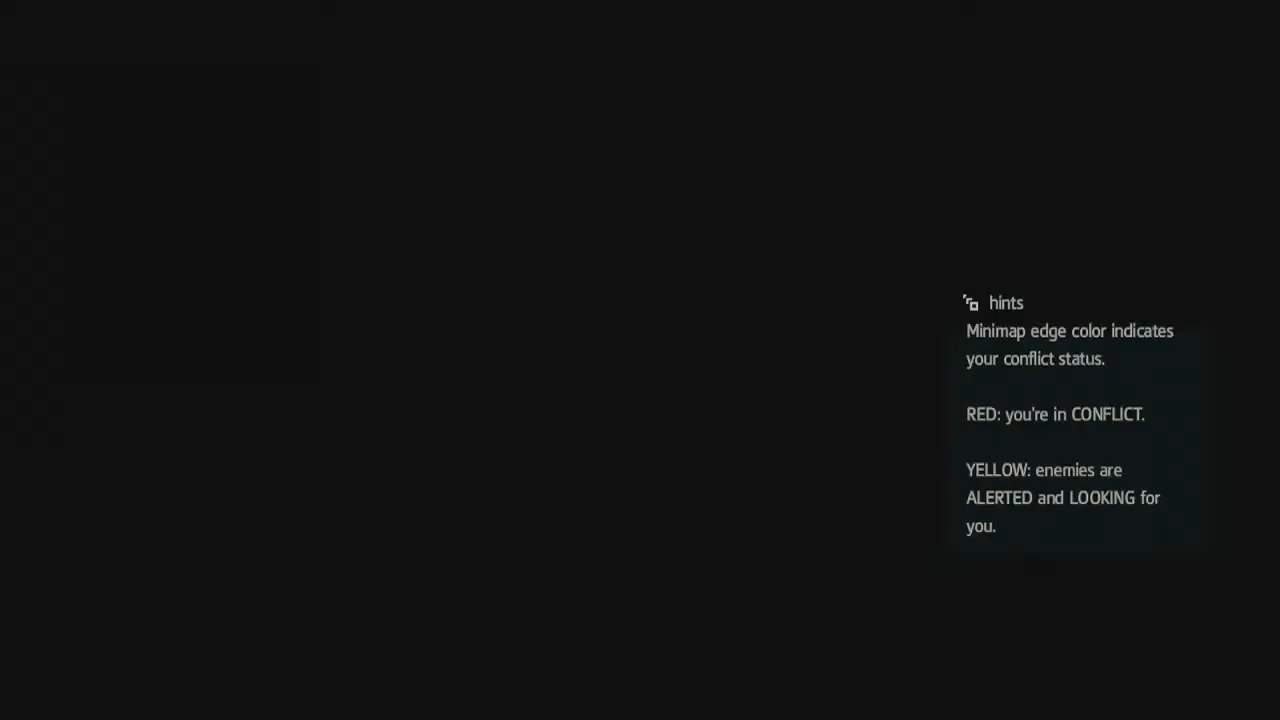 hints
Minimap edge color indicates
your conflict status.
RED: you're in CONFLICT.
YELLOW: enemies are
ALERTED and LOOKING for
you.